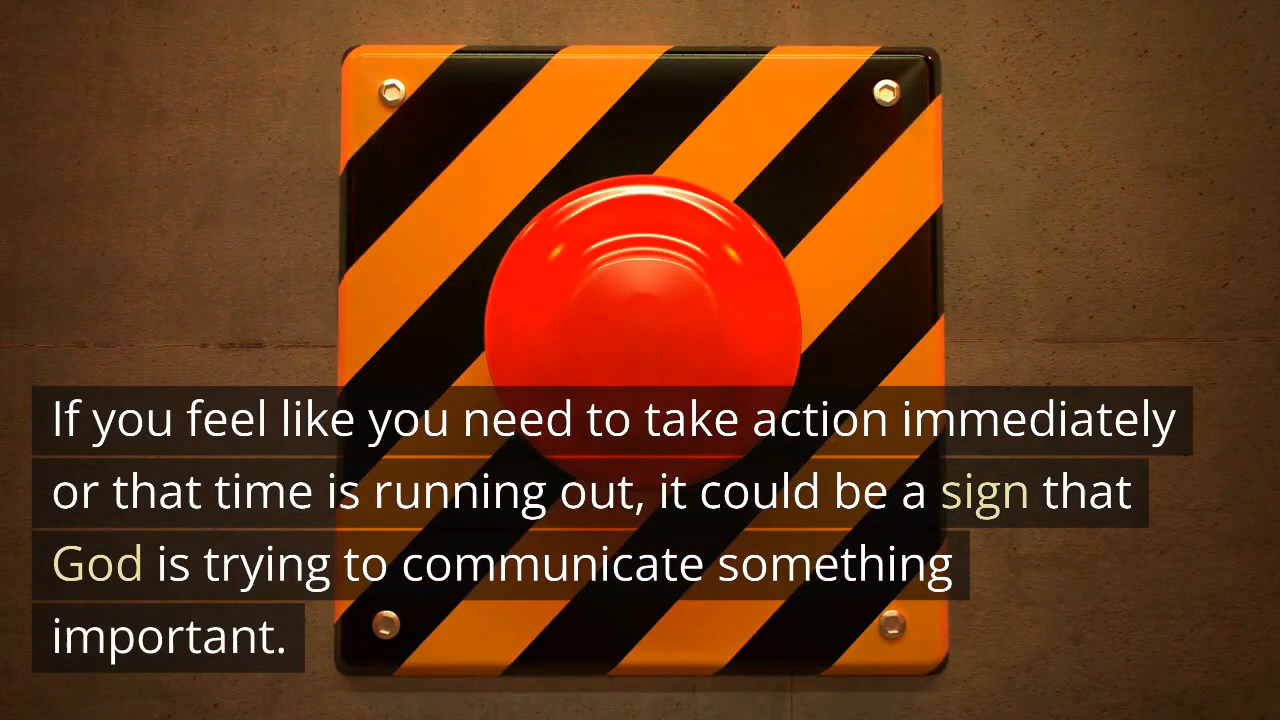 If you feel like you need to take action immediately
or that time is running out, it could be a sign that
God is trying to communicate something
important.